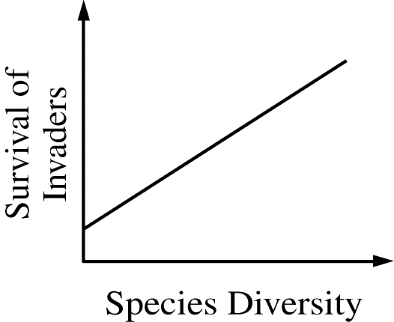 Survival of
Invaders
Species Diversity